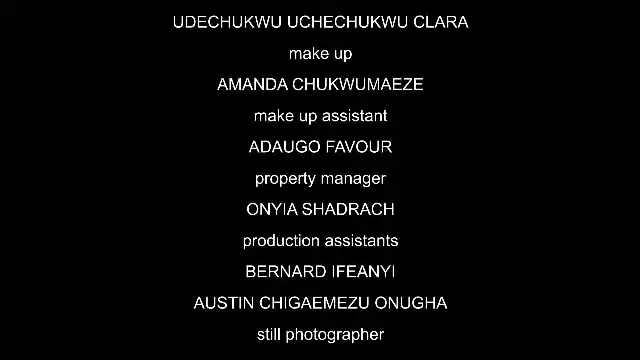 UDECHUKWU UCHECHUKWU CLARA
make up
AMANDA CHUKWUMAEZE
make up assistant
ADAUGO FAVOUR
property manager
ONYIA SHADRACH
production assistants
BERNARD IFEANYI
AUSTIN CHIGAEMEZU ONUGHA
still photographer